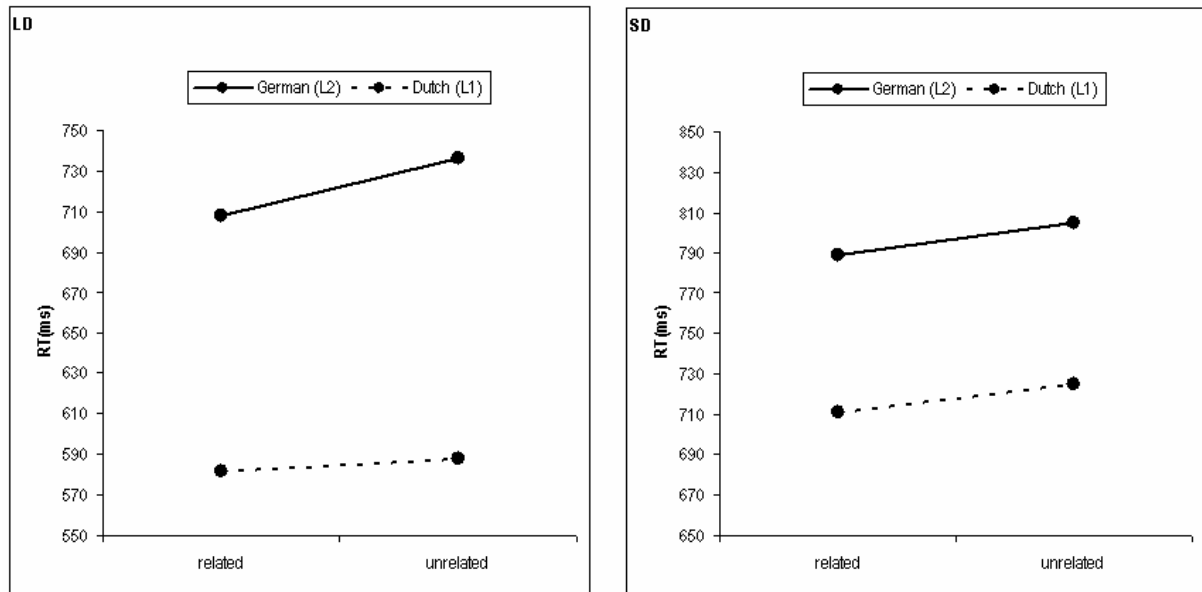 LD
German (L2) Dutch (L1)
750
730
710
690
670
650
630
610
590
570
550
RT(ms)
related unrelated
SD
German (L2) Dutch (L1)
850
830
810
790
770
750
730
710
690
670
650
RT(ms)
related unrelated